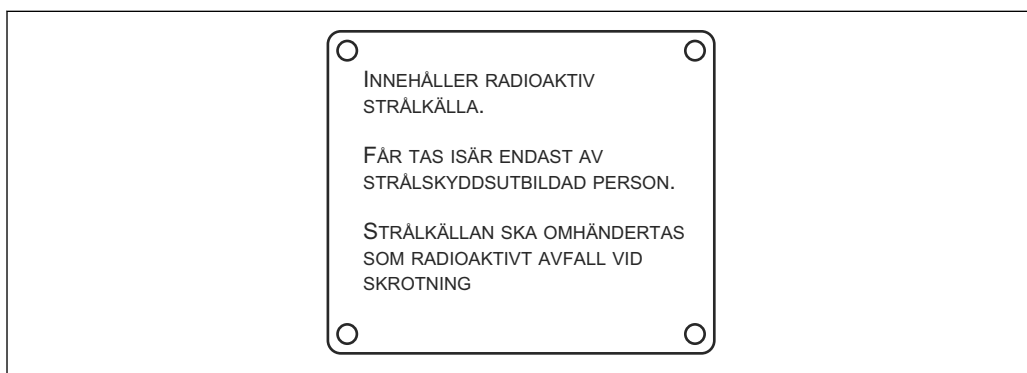 INNEHÅLLER RADIOAKTIV
STRÅLKÄLLA.
FÅR TAS ISÄR ENDAST AV
STRÅLSKYDDSUTBILDAD PERSON.
STRÅLKÄLLAN SKA OMHÄNDERTAS
SOM RADIOAKTIVT AVFALL VID
SKROTNING